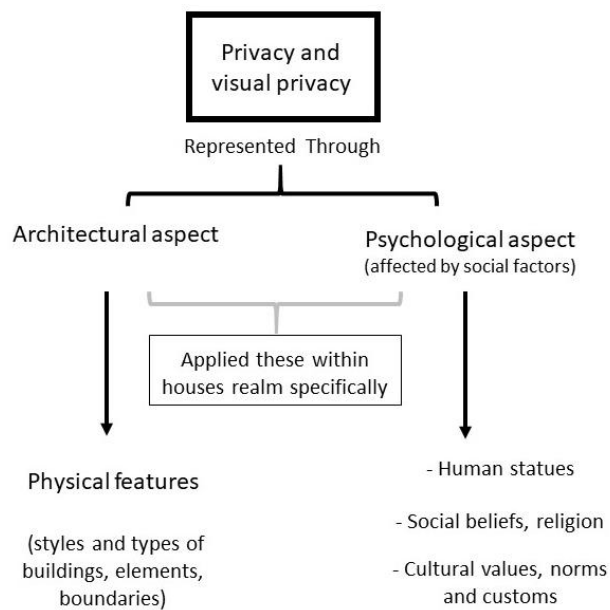 Privacy and
visual privacy
Represented Through
Architectural aspect
Psychological aspect
(affected by social factors)
Applied these within
houses realm specifically
Physical features
(styles and types of
buildings, elements,
boundaries)
- Human statues
- Social beliefs, religion
- Cultural values, norms
and customs